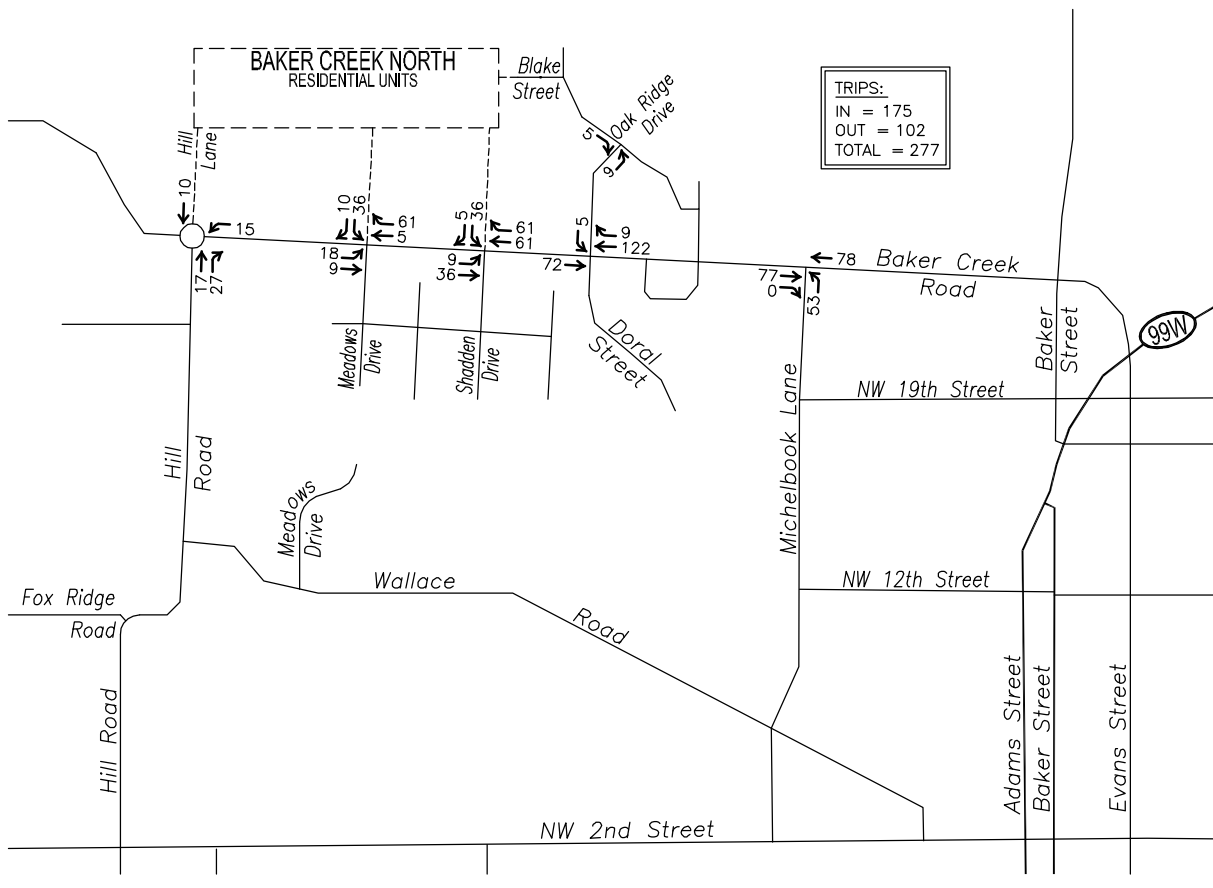 BAKER CREEK NORTH
RESIDENTIAL UNITS
Blake
Street
Oak Ridge
Drive
TRIPS:
IN = 175
OUT = 102
TOTAL = 277
Hill
Lane
5
9
10
15
17
27
10
36
61
5
18
9
5
36
61
61
9
36
5
9
122
72
78
77
0
53
Baker Creek
Road
Meadows
Drive
Shadden
Drive
Doral
Street
Baker
Street
99W
NW 19th Street
Michelbook Lane
Hill
Road
Meadows
Drive
Wallace
Road
NW 12th Street
Fox Ridge
Road
Hill Road
Adams Street
Baker Street
Evans Street
NW 2nd Street